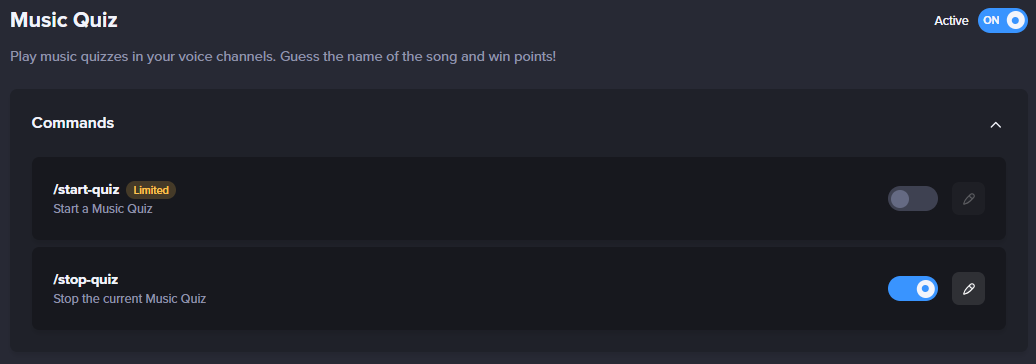 Music Quiz
Active ON
Play music quizzes in your voice channels. Guess the name of the song and win points!
Commands
/start-quiz Limited
Start a Music Quiz
/stop-quiz
Stop the current Music Quiz